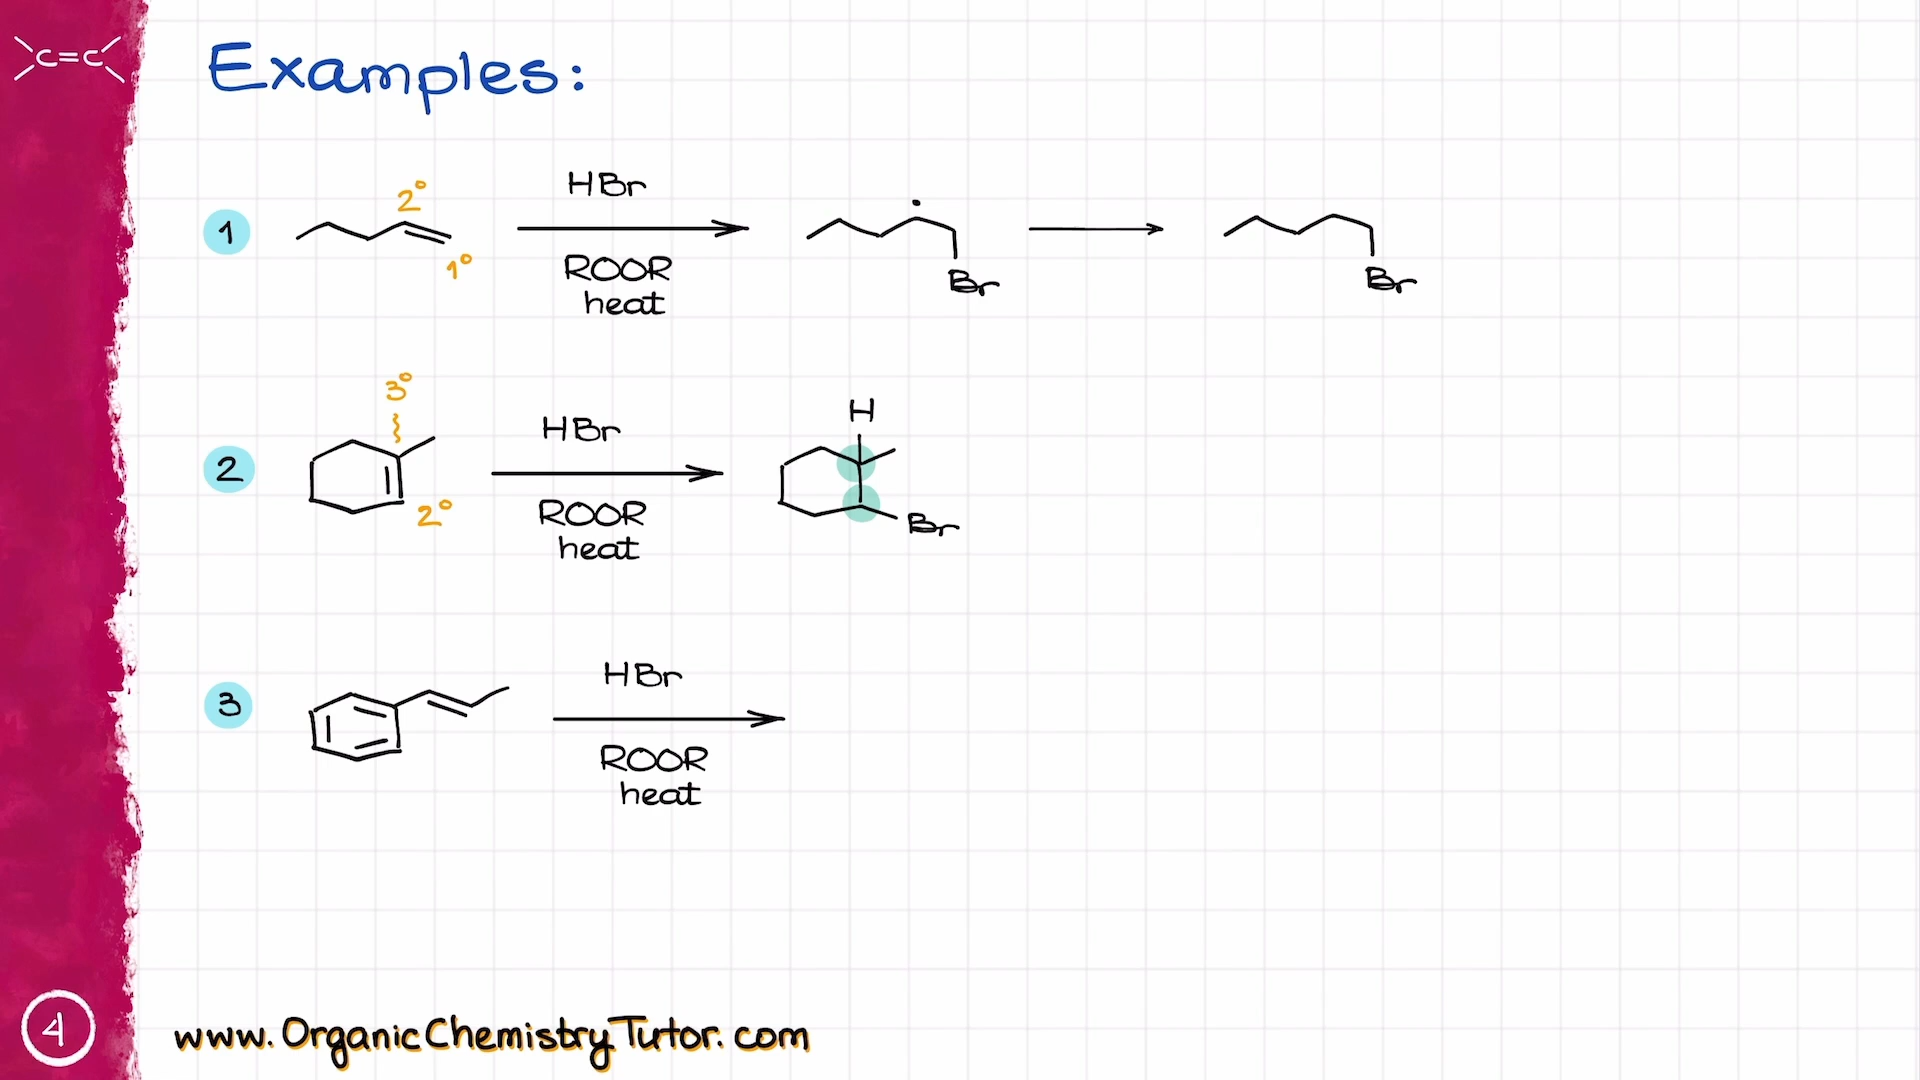 C=C
Examples:
1
2°
1°
HBr
ROOR
heat
Br
Br
2
3°
2°
HBr
ROOR
heat
H
Br
3
HBr
ROOR
heat
4
www.OrganicChemistryTutor.com